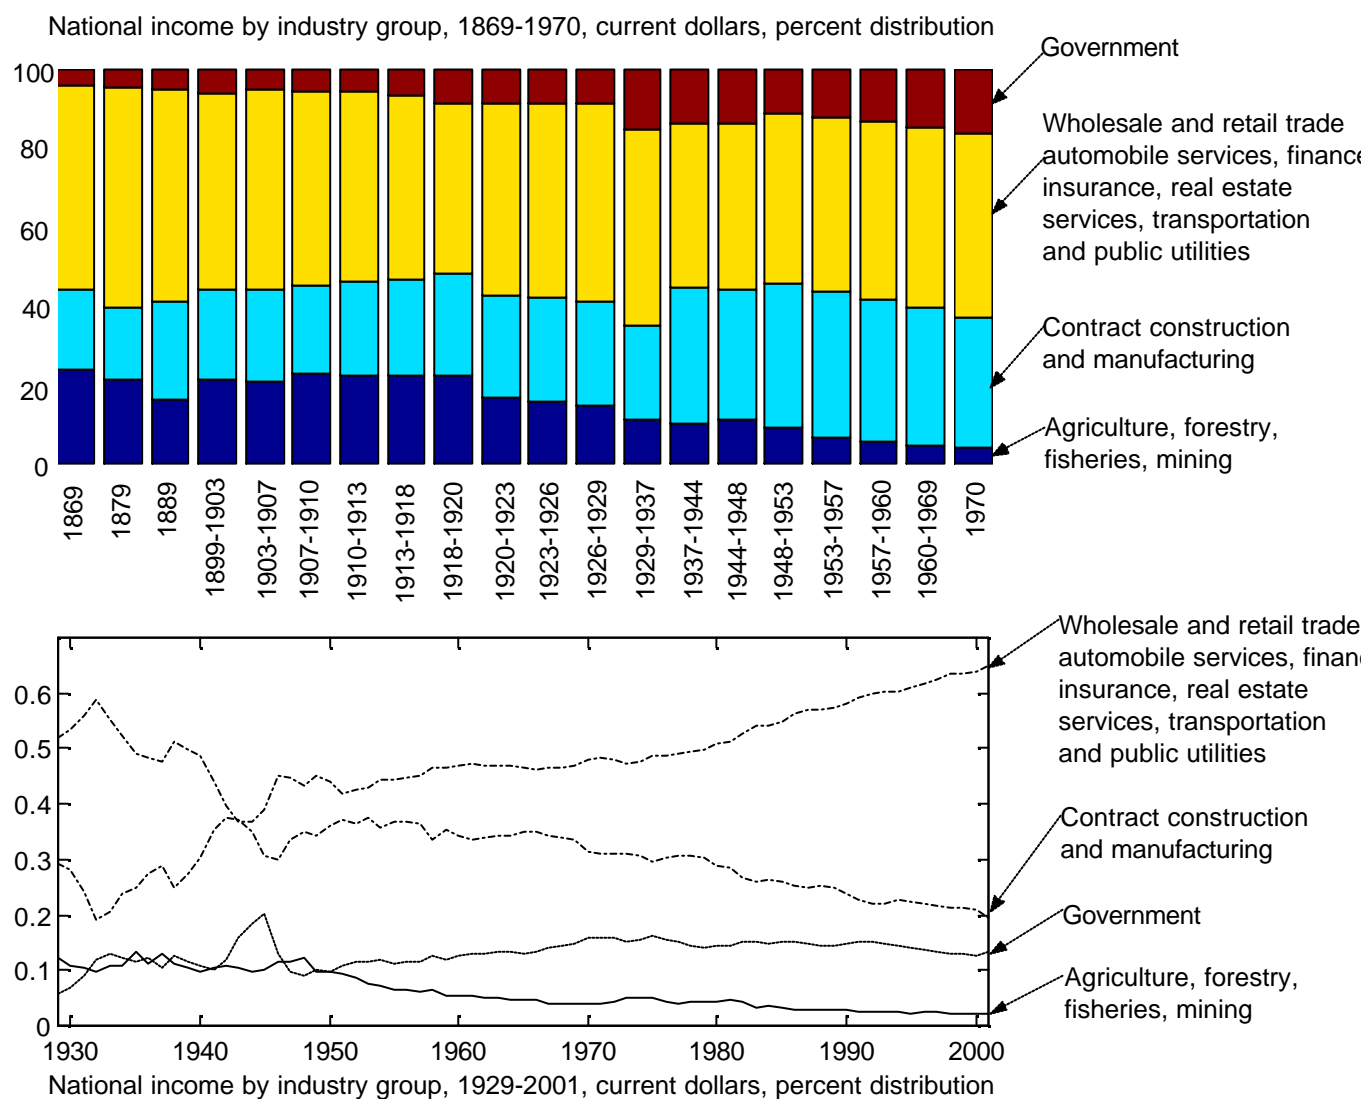 National income by industry group, 1869-1970, current dollars, percent distribution
100
80
60
40
20
0
Government
Wholesale and retail trade
automobile services, finance
insurance, real estate
services, transportation
and public utilities
Contract construction
and manufacturing
Agriculture, forestry,
fisheries, mining
1869
1879
1889
1899-1903
1903-1907
1907-1910
1910-1913
1913-1918
1918-1920
1920-1923
1923-1926
1926-1929
1929-1937
1937-1944
1944-1948
1948-1953
1953-1957
1957-1960
1960-1969
1970
0.6
0.5
0.4
0.3
0.2
0.1
0
Wholesale and retail trade
automobile services, financ
insurance, real estate
services, transportation
and public utilities
Contract construction
and manufacturing
Government
Agriculture, forestry,
fisheries, mining
1930 1940 1950 1960 1970 1980 1990 2000
National income by industry group, 1929-2001, current dollars, percent distribution